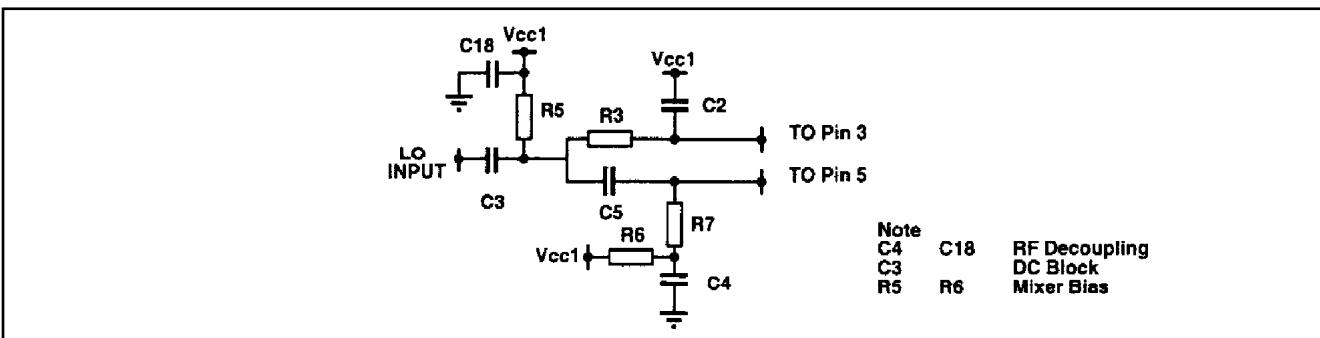 Vcc1
C18
Vcc1
R5
C2
R3
TO Pin 3
LO
INPUT
C3
TO Pin 5
C5
R7
R6
Vcc1
C4
Note
C4 C18 RF Decoupling
C3 DC Block
R5 R6 Mixer Bias